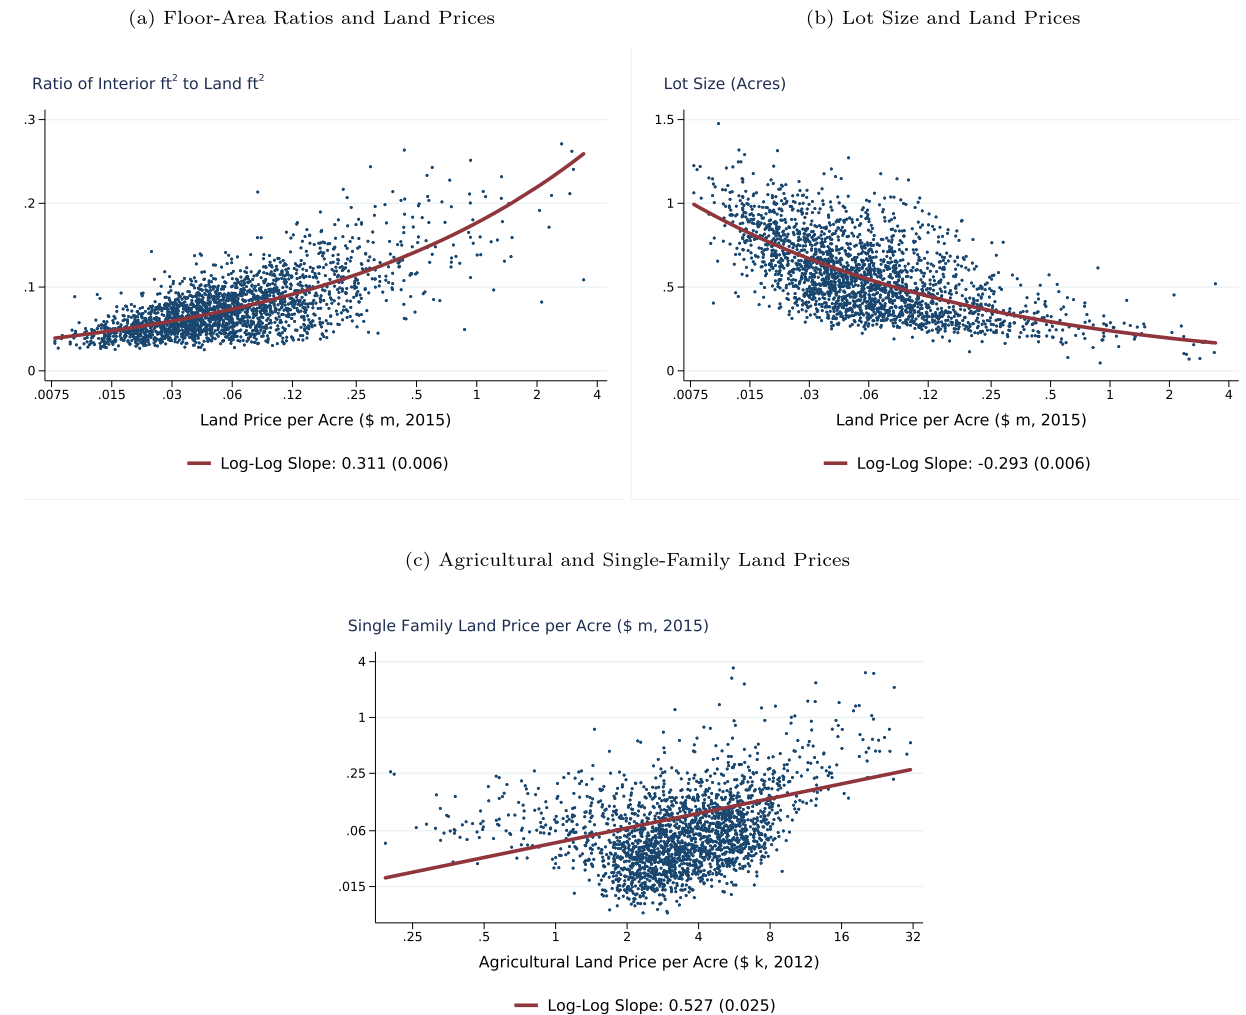 (a) Floor-Area Ratios and Land Prices
Ratio of Interior ft² to Land ft²
.3
.2
.1
0
.0075 .015 .03 .06 .12 .25 .5 1 2 4
Land Price per Acre ($ m, 2015)
Log-Log Slope: 0.311 (0.006)
(b) Lot Size and Land Prices
Lot Size (Acres)
1.5
1
.5
0
.0075 .015 .03 .06 .12 .25 .5 1 2 4
Land Price per Acre ($ m, 2015)
Log-Log Slope: -0.293 (0.006)
(c) Agricultural and Single-Family Land Prices
Single Family Land Price per Acre ($ m, 2015)
4
1
.25
.06
.015
.25 .5 1 2 4 8 16 32
Agricultural Land Price per Acre ($ k, 2012)
Log-Log Slope: 0.527 (0.025)